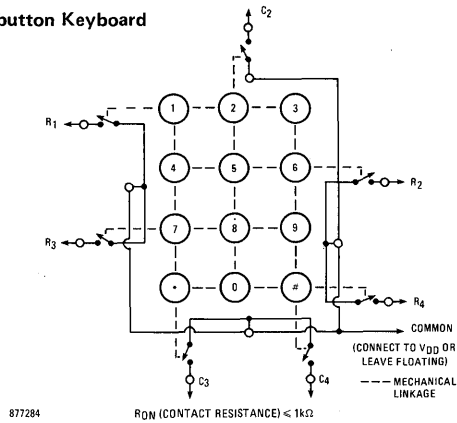 button Keyboard
C2
R1
1 2 3
4 5 6
R2
R3
7 8 9
* 0 #
R4
COMMON
(CONNECT TO VDD OR
LEAVE FLOATING)
C3
C4
--- MECHANICAL
LINKAGE
877284
RON (CONTACT RESISTANCE) ≤ 1kΩ